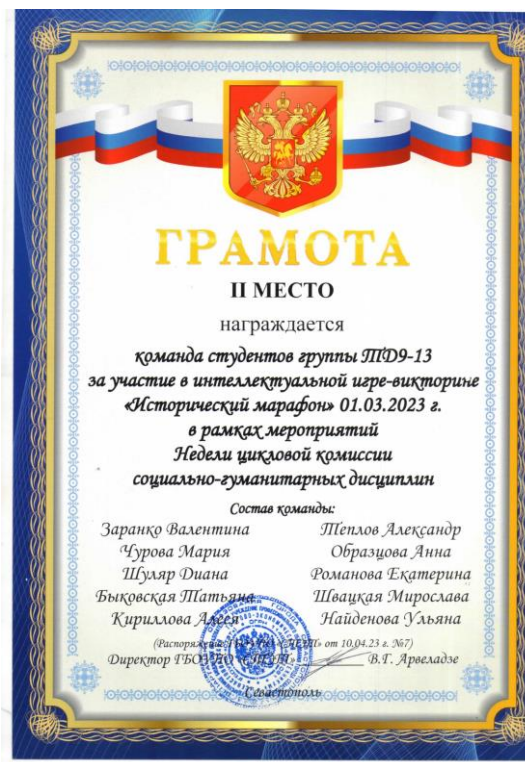 ГРАМОТА
II МЕСТО
награждается
команда студентов группы ТД9-13
за участие в интеллектуальной игре-викторине
«Исторический марафон» 01.03.2023 г.
в рамках мероприятий
Недели цикловой комиссии
социально-гуманитарных дисциплин
Состав команды:
Заранко Валентина
Чурова Мария
Шуляр Диана
Быковская Татьяна
Кириллова Алеся
Теплов Александр
Образцова Анна
Романова Екатерина
Швацкая Мирослава
Найденова Ульяна
(Распоряжение от 10.04.23 г. №7)
Директор ГБОУ В.Г. Арвеладзе
Севастополь